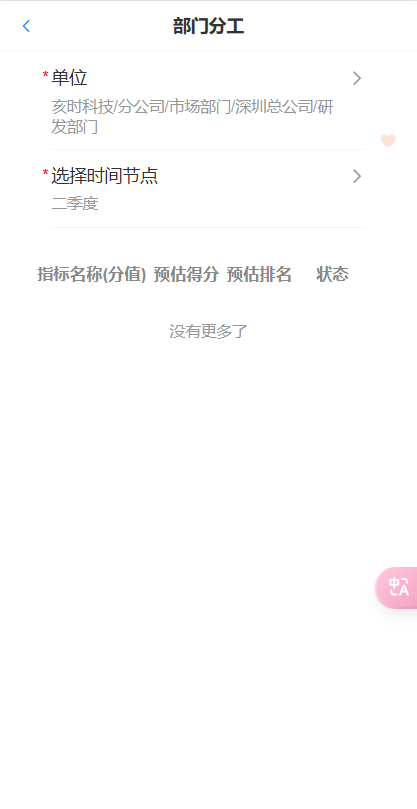 部门分工
*单位
亥时科技/分公司/市场部门/深圳总公司/研
发部门
*选择时间节点
二季度
指标名称(分值) 预估得分 预估排名 状态
没有更多了
中A